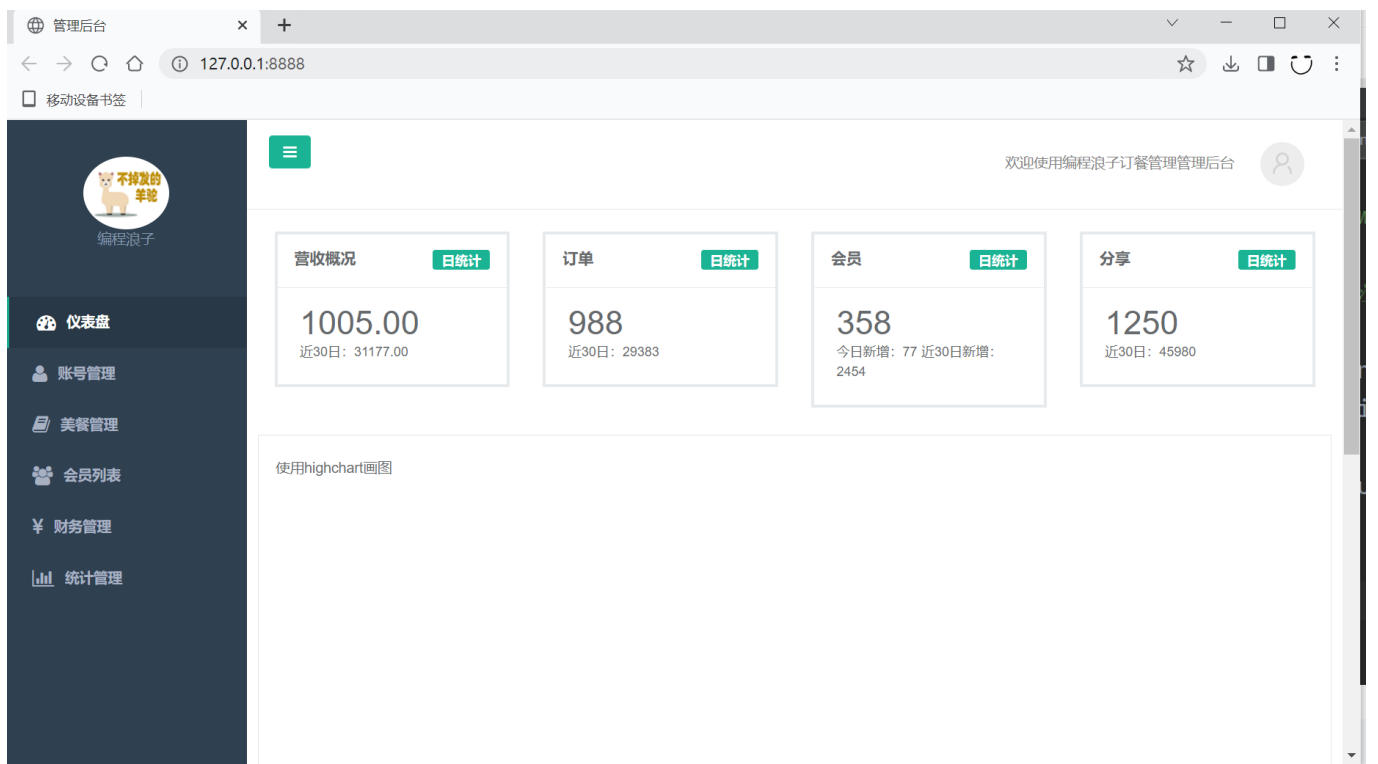 管理后台
127.0.0.1:8888
移动设备书签
不掉发的
羊驼
编程浪子
欢迎使用编程浪子订餐管理管理后台
仪表盘
账号管理
美餐管理
会员列表
¥ 财务管理
统计管理
营收概况 日统计
1005.00
近30日：31177.00
订单 日统计
988
近30日：29383
会员 日统计
358
今日新增：77 近30日新增：
2454
分享 日统计
1250
近30日：45980
使用highchart画图